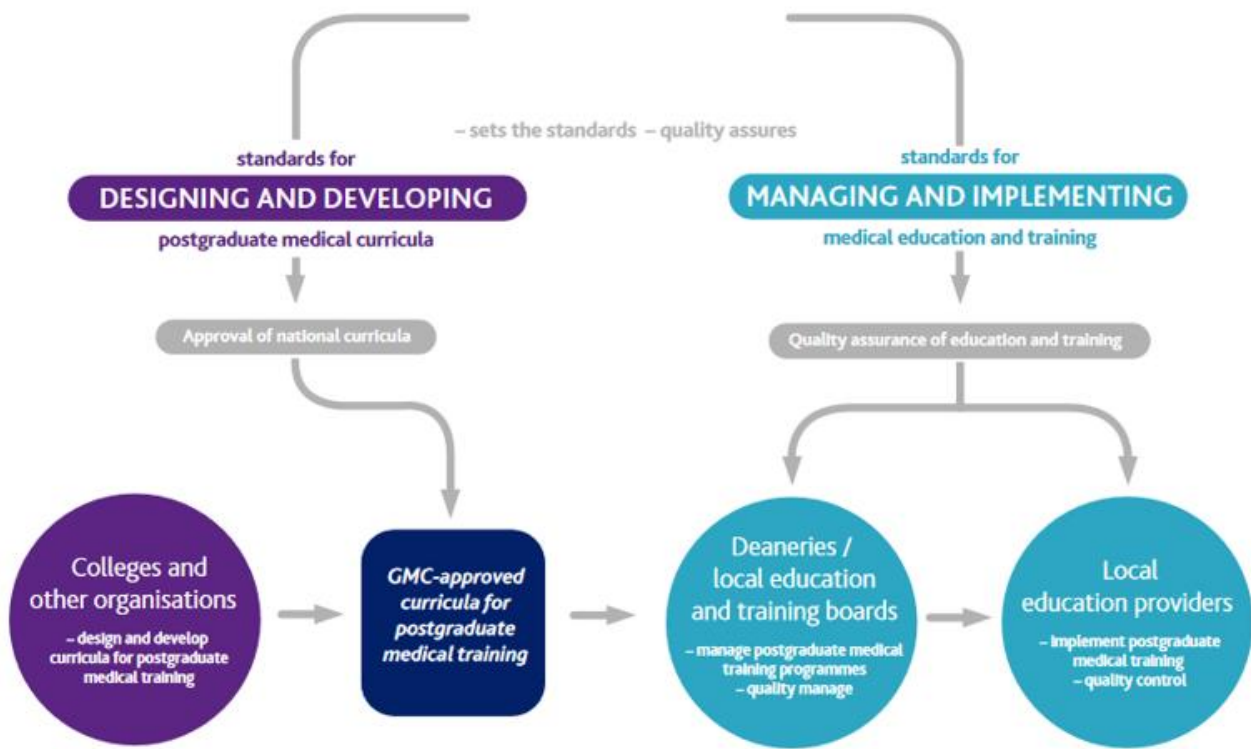 – sets the standards – quality assures
standards for
DESIGNING AND DEVELOPING
postgraduate medical curricula
standards for
MANAGING AND IMPLEMENTING
medical education and training
Approval of national curricula
Quality assurance of education and training
Colleges and
other organisations
– design and develop
curricula for postgraduate
medical training
GMC-approved
curricula for
postgraduate
medical training
Deaneries /
local education
and training boards
– manage postgraduate medical
training programmes
– quality manage
Local
education providers
– implement postgraduate
medical training
– quality control